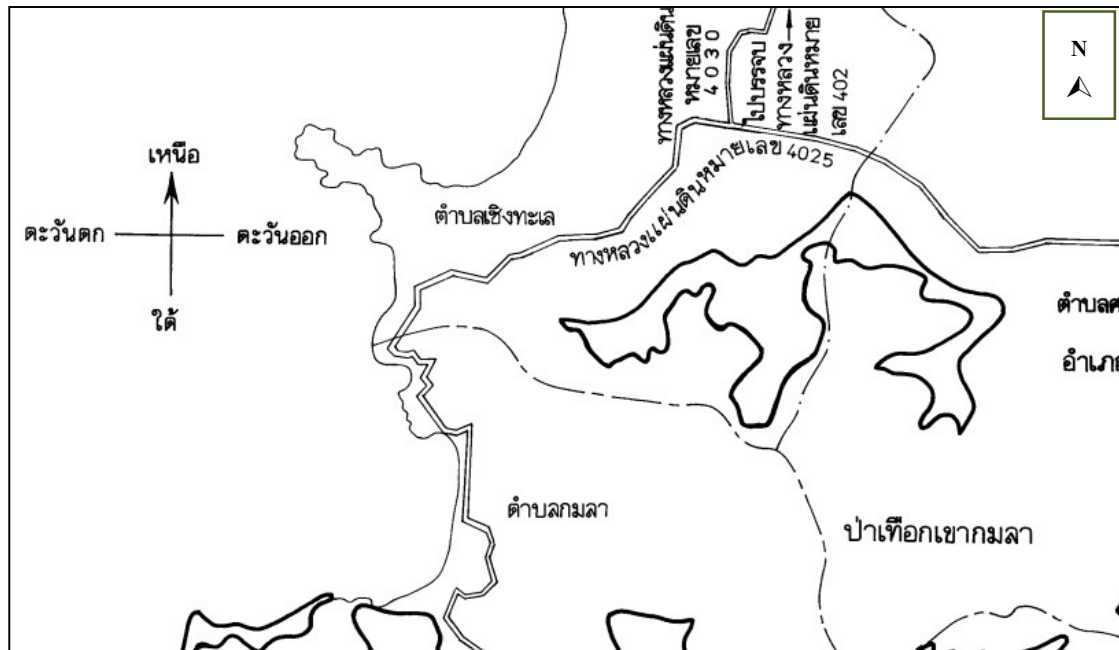 ทางหลวงแผ่นดิน
หมายเลข
4030
ไปบรรจบ
ทางหลวง
แผ่นดินหมาย
เลข 402
N
เหนือ
ตะวันตก
ตะวันออก
ใต้
ตำบลเชิงทะเล
ทางหลวงแผ่นดินหมายเลข 4025
ตำบล
ตำบลกมลา
ป่าเทือกเขากมลา